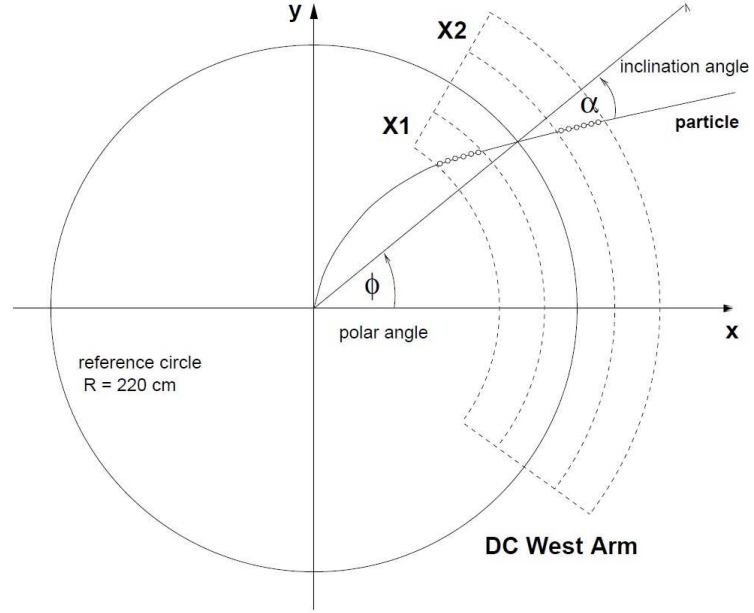 y
X2
inclination angle
α
X1
particle
ϕ
x
polar angle
reference circle
R = 220 cm
DC West Arm